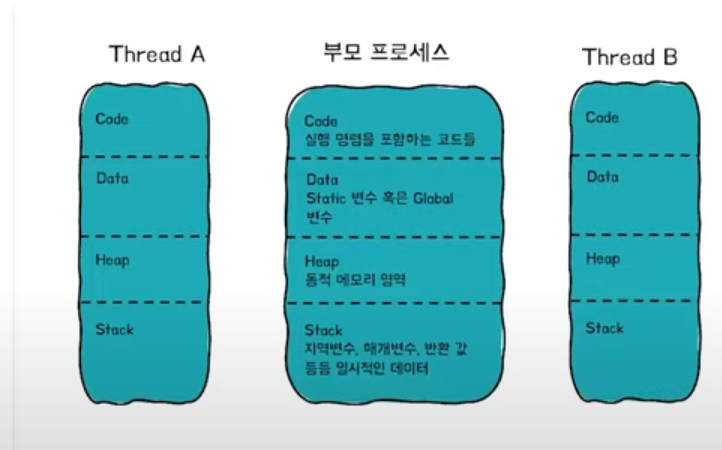 Thread A
Code
Data
Heap
Stack
부모 프로세스
Code
실행 명령을 포함하는 코드들
Data
Static 변수 혹은 Global
변수
Heap
동적 메모리 영역
Stack
지역변수, 매개변수, 반환 값
등등 일시적인 데이터
Thread B
Code
Data
Heap
Stack